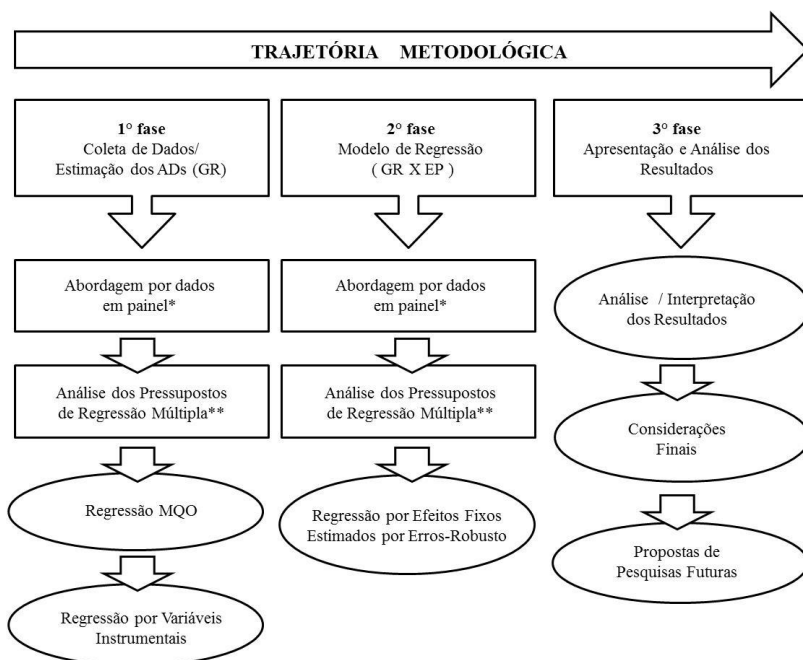 TRAJETÓRIA METODOLÓGICA
1° fase
Coleta de Dados/
Estimação dos ADs (GR)
Abordagem por dados
em painel*
Análise dos Pressupostos
de Regressão Múltipla**
Regressão MQO
Regressão por Variáveis
Instrumentais
2° fase
Modelo de Regressão
( GR X EP )
Abordagem por dados
em painel*
Análise dos Pressupostos
de Regressão Múltipla**
Regressão por Efeitos Fixos
Estimados por Erros-Robusto
3° fase
Apresentação e Análise dos
Resultados
Análise / Interpretação
dos Resultados
Considerações
Finais
Propostas de
Pesquisas Futuras